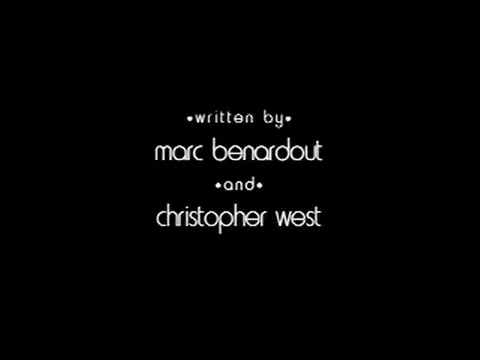 •written by•
marc benardout
•and•
christopher west